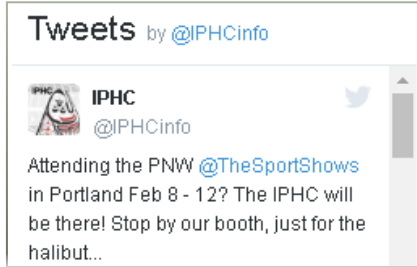 Tweets by @IPHCinfo
IPHC
IPHC
@IPHCinfo
Attending the PNW @TheSportShows
in Portland Feb 8 - 12? The IPHC will
be there! Stop by our booth, just for the
halibut...